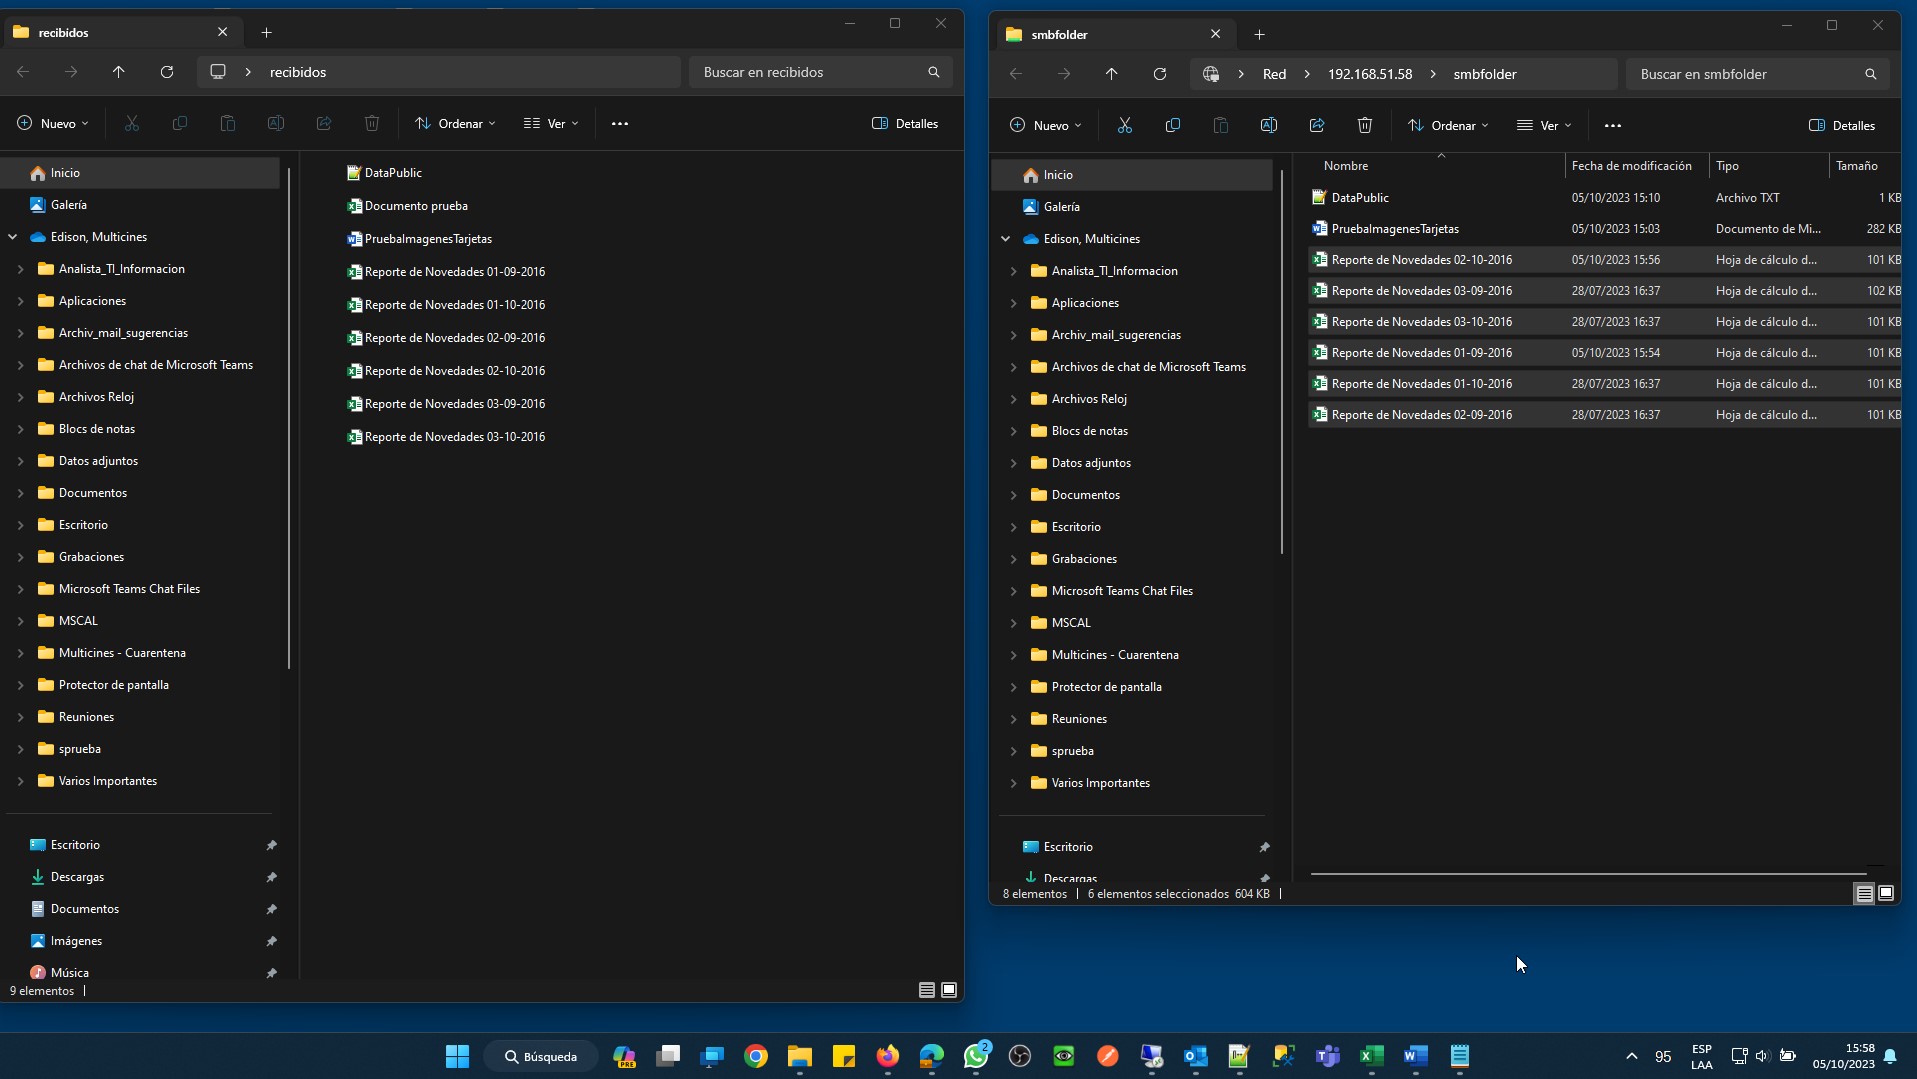 recibidos
recibidos
Buscar en recibidos
Nuevo
Ordenar
Ver
Detalles
Inicio
Galería
Edison, Multicines
Analista_TI_Informacion
Aplicaciones
Archiv_mail_sugerencias
Archivos de chat de Microsoft Teams
Archivos Reloj
Blocs de notas
Datos adjuntos
Documentos
Escritorio
Grabaciones
Microsoft Teams Chat Files
MSCAL
Multicines - Cuarentena
Protector de pantalla
Reuniones
sprueba
Varios Importantes
Escritorio
Descargas
Documentos
Imágenes
Música
DataPublic
Documento prueba
PruebaImagenesTarjetas
Reporte de Novedades 01-09-2016
Reporte de Novedades 01-10-2016
Reporte de Novedades 02-09-2016
Reporte de Novedades 02-10-2016
Reporte de Novedades 03-09-2016
Reporte de Novedades 03-10-2016
9 elementos
smbfolder
Red 192.168.51.58 smbfolder
Buscar en smbfolder
Nuevo
Ordenar
Ver
Detalles
Inicio
Galería
Edison, Multicines
Analista_TI_Informacion
Aplicaciones
Archiv_mail_sugerencias
Archivos de chat de Microsoft Teams
Archivos Reloj
Blocs de notas
Datos adjuntos
Documentos
Escritorio
Grabaciones
Microsoft Teams Chat Files
MSCAL
Multicines - Cuarentena
Protector de pantalla
Reuniones
sprueba
Varios Importantes
Escritorio
Descargas
Nombre Fecha de modificación Tipo Tamaño
DataPublic 05/10/2023 15:10 Archivo TXT 1 KB
PruebaImagenesTarjetas 05/10/2023 15:03 Documento de Mi... 282 KB
Reporte de Novedades 02-10-2016 05/10/2023 15:56 Hoja de cálculo d... 101 KB
Reporte de Novedades 03-09-2016 28/07/2023 16:37 Hoja de cálculo d... 102 KB
Reporte de Novedades 03-10-2016 28/07/2023 16:37 Hoja de cálculo d... 101 KB
Reporte de Novedades 01-09-2016 05/10/2023 15:54 Hoja de cálculo d... 101 KB
Reporte de Novedades 01-10-2016 28/07/2023 16:37 Hoja de cálculo d... 101 KB
Reporte de Novedades 02-09-2016 28/07/2023 16:37 Hoja de cálculo d... 101 KB
8 elementos 6 elementos seleccionados 604 KB
Búsqueda
PRE
2
95
ESP
LAA
15:58
05/10/2023